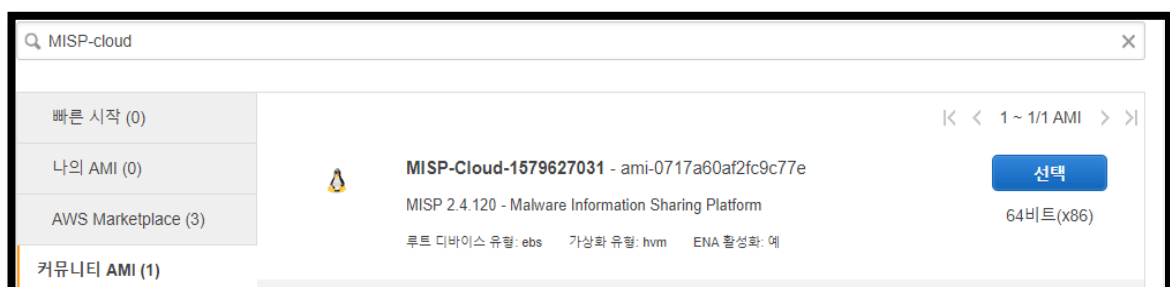 MISP-cloud
빠른 시작 (0)
나의 AMI (0)
AWS Marketplace (3)
커뮤니티 AMI (1)
1 ~ 1/1 AMI
MISP-Cloud-1579627031 - ami-0717a60af2fc9c77e
MISP 2.4.120 - Malware Information Sharing Platform
루트 디바이스 유형: ebs 가상화 유형: hvm ENA 활성화: 예
선택
64비트(x86)